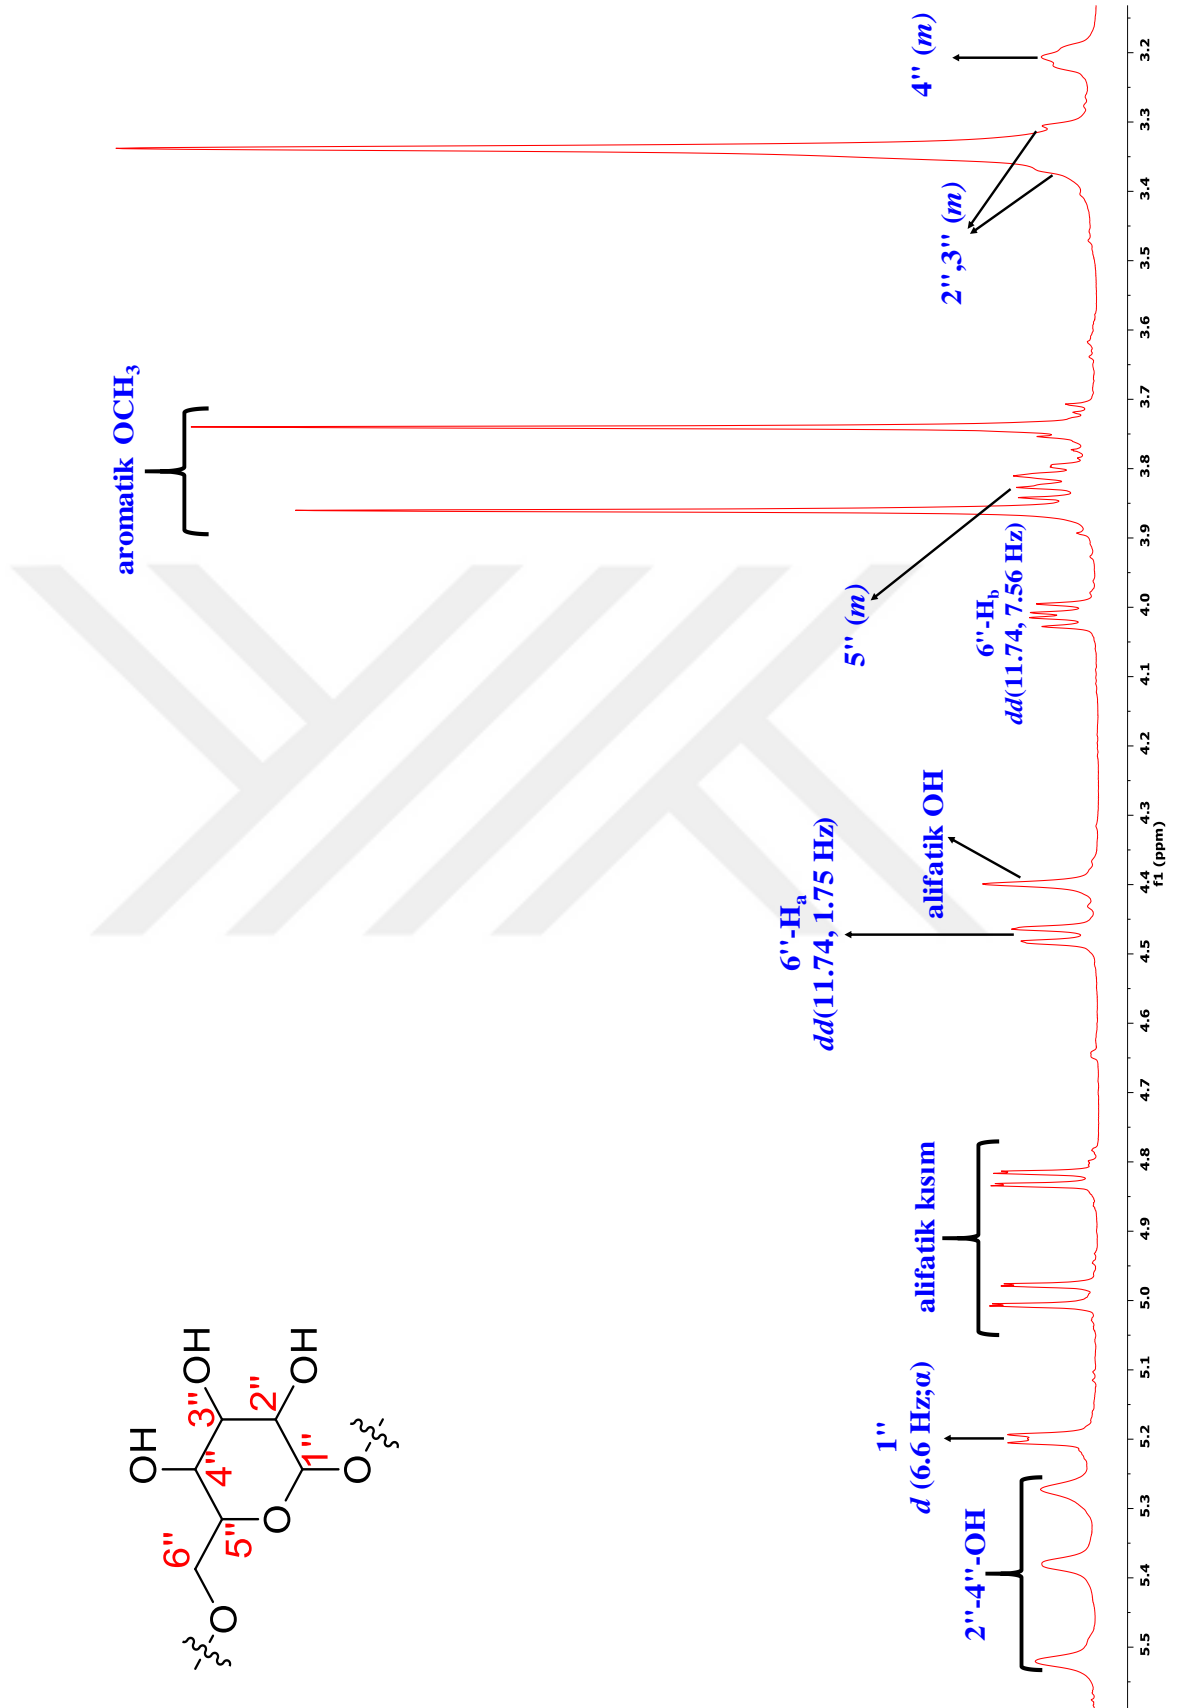 aromatik OCH₃
4'' (m)
2'',3'' (m)
5'' (m)
6''-H_b
dd(11.74, 7.56 Hz)
6''-H_a
dd(11.74, 1.75 Hz)
alifatik OH
alifatik kısım
1''
d (6.6 Hz;α)
2''-4''-OH
OH
OH
OH
O
O
O
1''
2''
3''
4''
5''
6''
5.5 5.4 5.3 5.2 5.1 5.0 4.9 4.8 4.7 4.6 4.5 4.4 4.3 4.2 4.1 4.0 3.9 3.8 3.7 3.6 3.5 3.4 3.3 3.2
f1 (ppm)